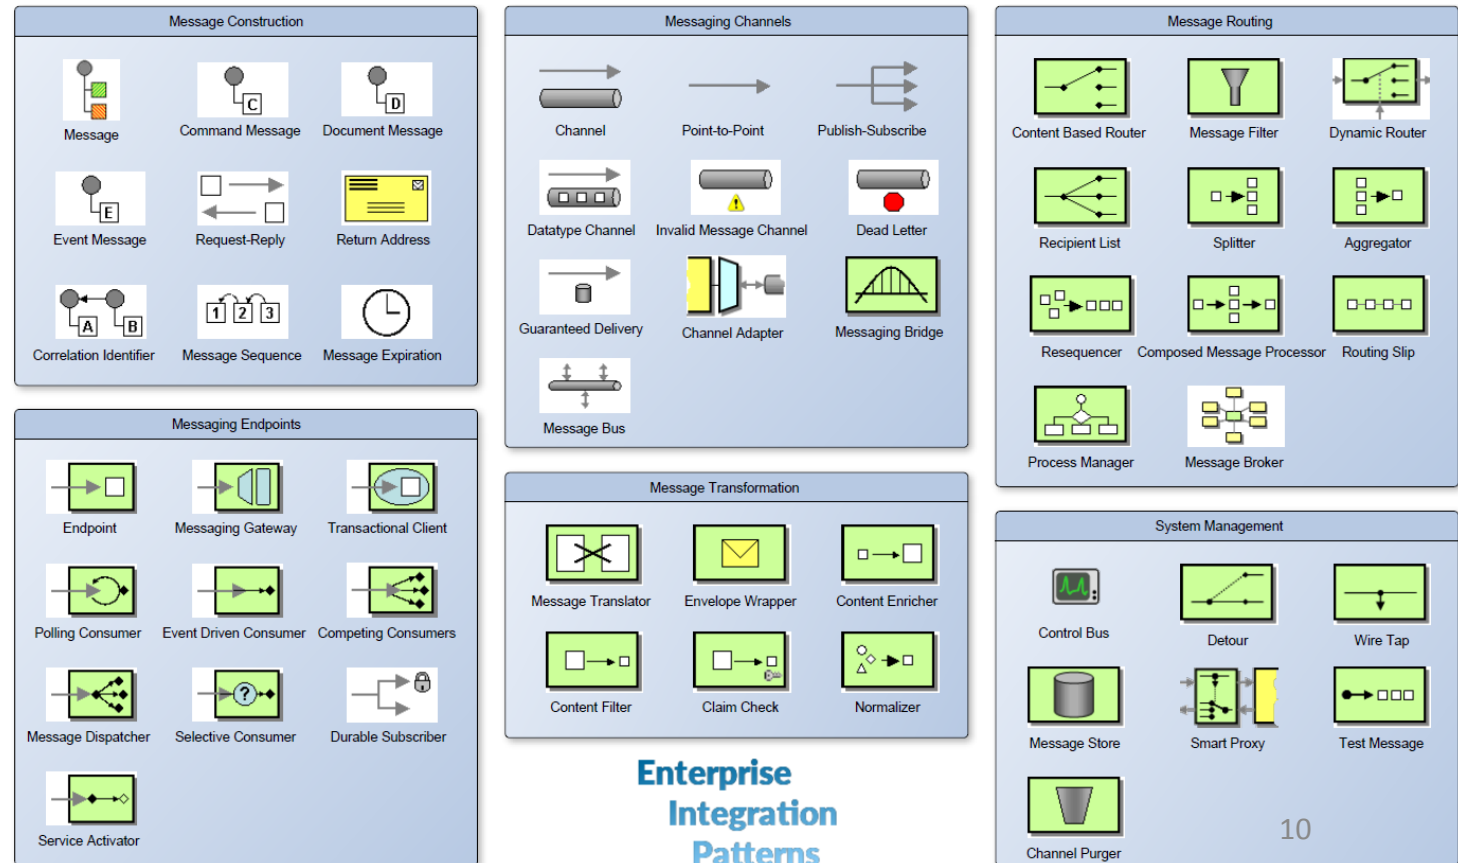 Message Construction
Message
Command Message
Document Message
C
D
Event Message
Request-Reply
Return Address
E
Correlation Identifier
Message Sequence
Message Expiration
A
B
1 2 3
Messaging Endpoints
Endpoint
Messaging Gateway
Transactional Client
Polling Consumer
Event Driven Consumer
Competing Consumers
Message Dispatcher
Selective Consumer
Durable Subscriber
?
Service Activator
Messaging Channels
Channel
Point-to-Point
Publish-Subscribe
Datatype Channel
Invalid Message Channel
Dead Letter
!
Guaranteed Delivery
Channel Adapter
Messaging Bridge
Message Bus
Message Transformation
Message Translator
Envelope Wrapper
Content Enricher
Content Filter
Claim Check
Normalizer
Enterprise
Integration
Patterns
Message Routing
Content Based Router
Message Filter
Dynamic Router
Recipient List
Splitter
Aggregator
Resequencer
Composed Message Processor
Routing Slip
Process Manager
Message Broker
System Management
Control Bus
Detour
Wire Tap
Message Store
Smart Proxy
Test Message
Channel Purger
10